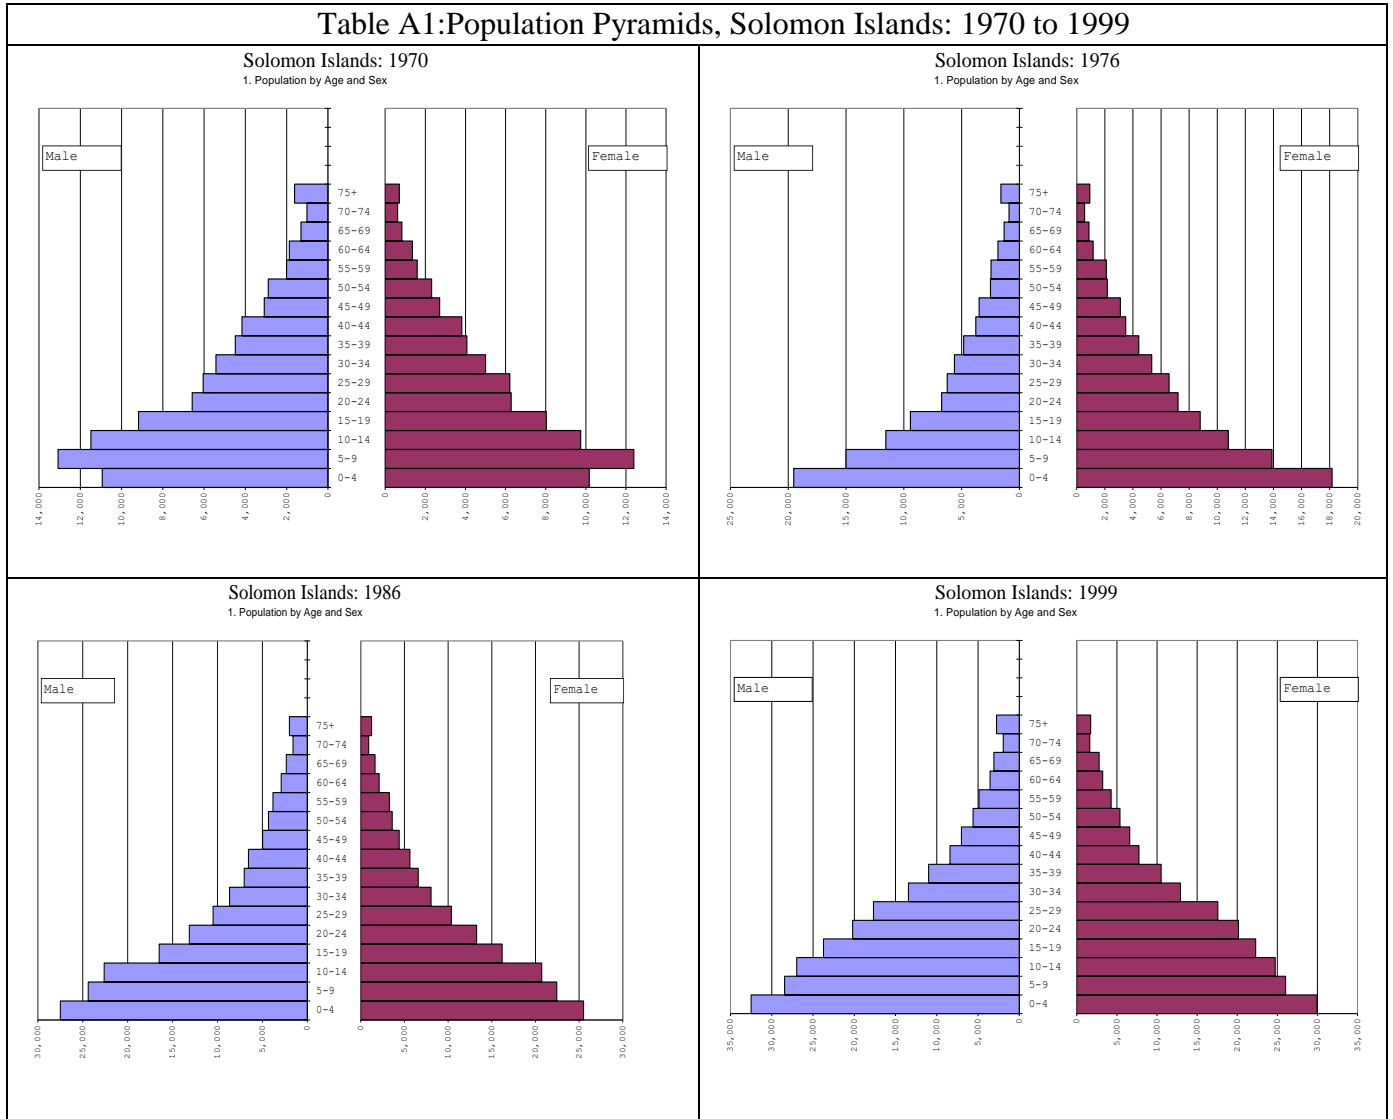 Table A1:Population Pyramids, Solomon Islands: 1970 to 1999
Solomon Islands: 1970
1. Population by Age and Sex
Male
Female
75+
70-74
65-69
60-64
55-59
50-54
45-49
40-44
35-39
30-34
25-29
20-24
15-19
10-14
5-9
0-4
14,000 12,000 10,000 8,000 6,000 4,000 2,000 0
0 2,000 4,000 6,000 8,000 10,000 12,000 14,000
Solomon Islands: 1976
1. Population by Age and Sex
Male
Female
75+
70-74
65-69
60-64
55-59
50-54
45-49
40-44
35-39
30-34
25-29
20-24
15-19
10-14
5-9
0-4
25,000 20,000 15,000 10,000 5,000 0
0 2,000 4,000 6,000 8,000 10,000 12,000 14,000 16,000 18,000 20,000
Solomon Islands: 1986
1. Population by Age and Sex
Male
Female
75+
70-74
65-69
60-64
55-59
50-54
45-49
40-44
35-39
30-34
25-29
20-24
15-19
10-14
5-9
0-4
30,000 25,000 20,000 15,000 10,000 5,000 0
0 5,000 10,000 15,000 20,000 25,000 30,000
Solomon Islands: 1999
1. Population by Age and Sex
Male
Female
75+
70-74
65-69
60-64
55-59
50-54
45-49
40-44
35-39
30-34
25-29
20-24
15-19
10-14
5-9
0-4
35,000 30,000 25,000 20,000 15,000 10,000 5,000 0
0 5,000 10,000 15,000 20,000 25,000 30,000 35,000